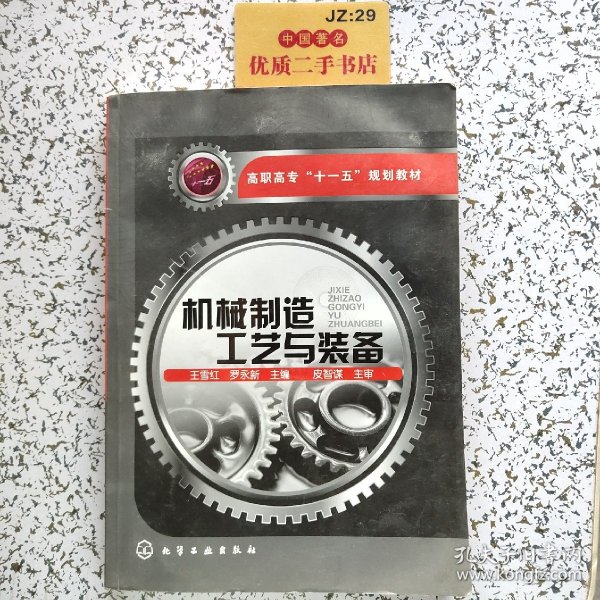 JZ:29
中国著名
优质二手书店
一五
高职高专“十一五”规划教材
JIXIE
ZHIZAO
GONGYI
YU
ZHUANGBEI
机械制造
工艺与装备
王雪红 罗永新 主编 皮智谋 主审
化学工业出版社
孔夫子旧书网
www.kongfz.com